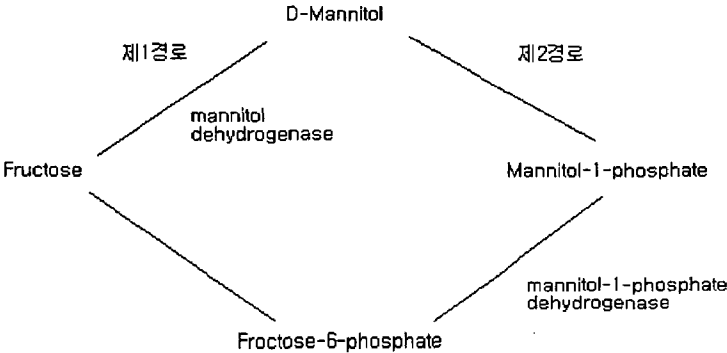 D-Mannitol
제1경로
제2경로
mannitol
dehydrogenase
Fructose
Mannitol-1-phosphate
mannitol-1-phosphate
dehydrogenase
Froctose-6-phosphate